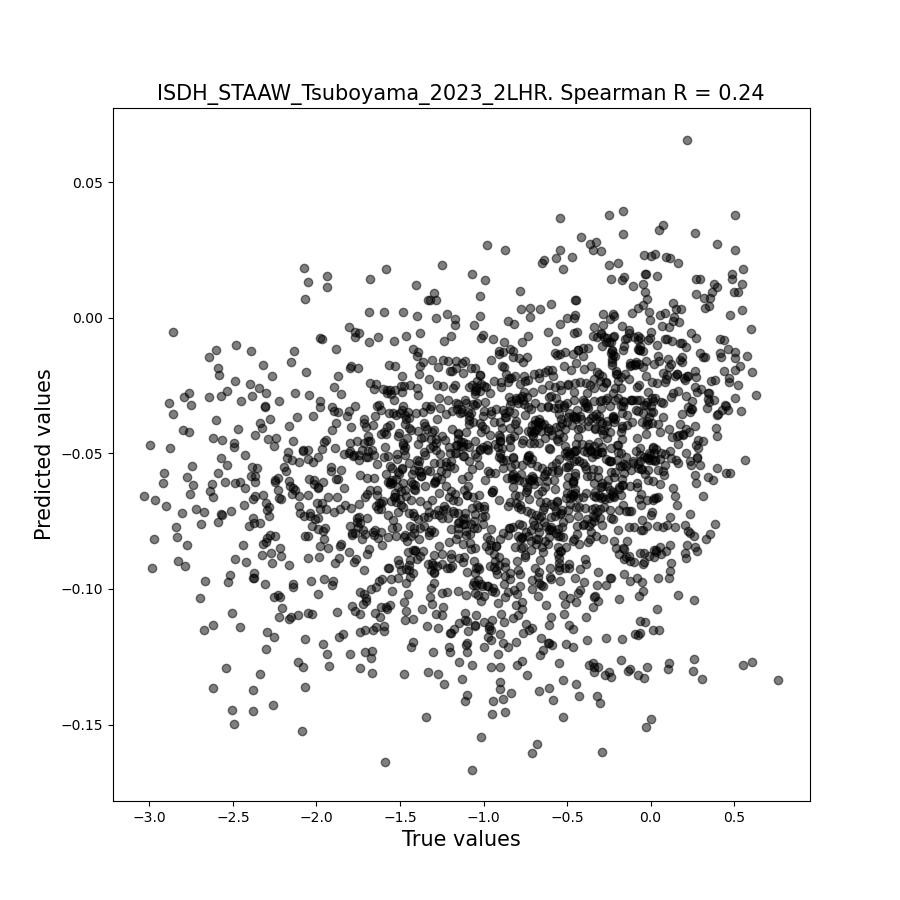 ISDH_STAAW_Tsuboyama_2023_2LHR. Spearman R = 0.24
0.05
0.00
−0.05
−0.10
−0.15
Predicted values
−3.0 −2.5 −2.0 −1.5 −1.0 −0.5 0.0 0.5
True values